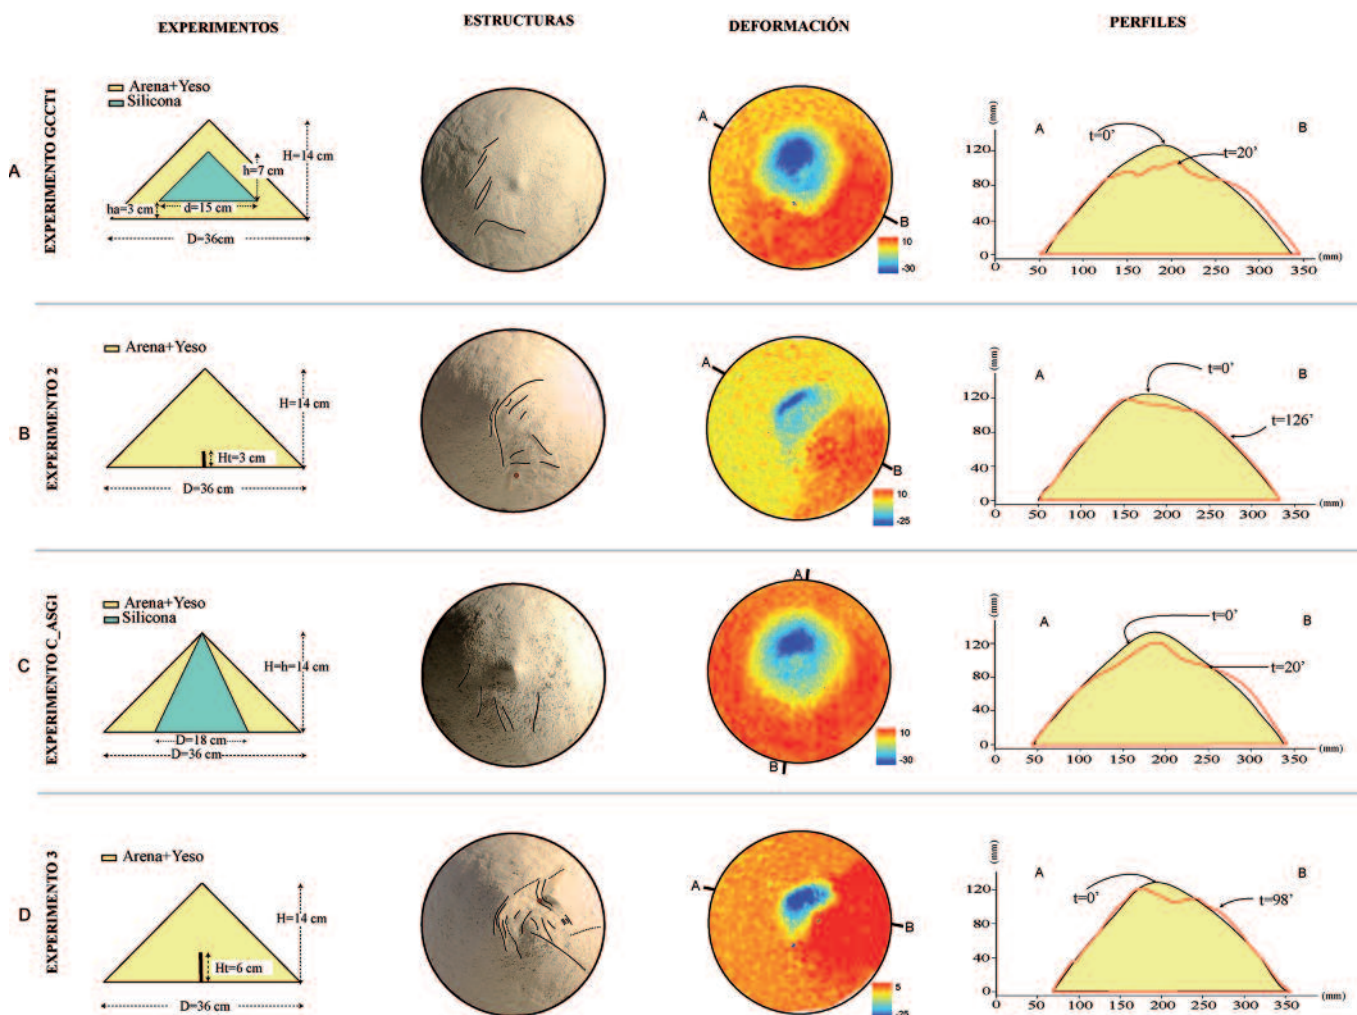 EXPERIMENTOS ESTRUCTURAS DEFORMACIÓN PERFILES
A
EXPERIMENTO GCCT1
Arena+Yeso
Silicona
H=14 cm
h=7 cm
ha=3 cm
d=15 cm
D=36cm
A
B
10
-30
(mm)
A
B
t=0'
t=20'
120
80
40
0
0 50 100 150 200 250 300 350 (mm)
B
EXPERIMENTO 2
Arena+Yeso
H=14 cm
Ht=3 cm
D=36 cm
A
B
10
-25
(mm)
A
B
t=0'
t=126'
120
80
40
0
0 50 100 150 200 250 300 350 (mm)
C
EXPERIMENTO C_ASG1
Arena+Yeso
Silicona
H=h=14 cm
D=18 cm
D=36 cm
A
B
10
-30
(mm)
A
B
t=0'
t=20'
120
80
40
0
0 50 100 150 200 250 300 350 (mm)
D
EXPERIMENTO 3
Arena+Yeso
H=14 cm
Ht=6 cm
D=36 cm
A
B
5
-25
(mm)
A
B
t=0'
t=98'
120
80
40
0
0 50 100 150 200 250 300 350 (mm)